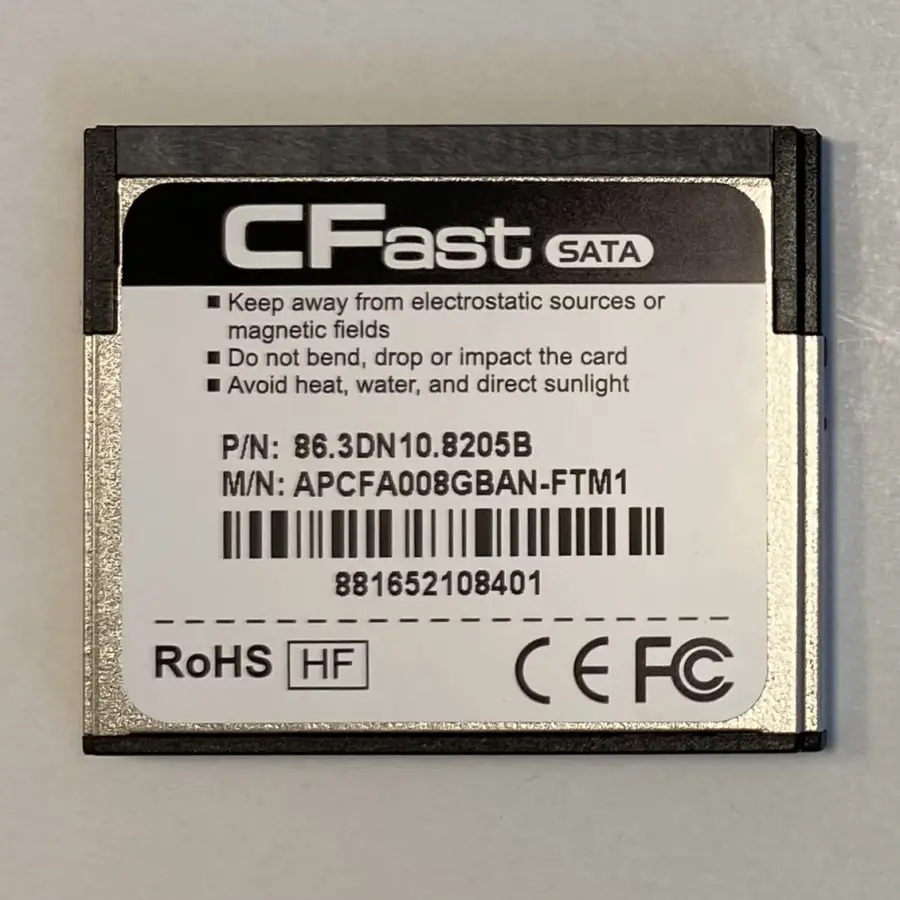 CFast SATA
■ Keep away from electrostatic sources or
magnetic fields
■ Do not bend, drop or impact the card
■ Avoid heat, water, and direct sunlight
P/N: 86.3DN10.8205B
M/N: APCFA008GBAN-FTM1
881652108401
RoHS HF CE FC